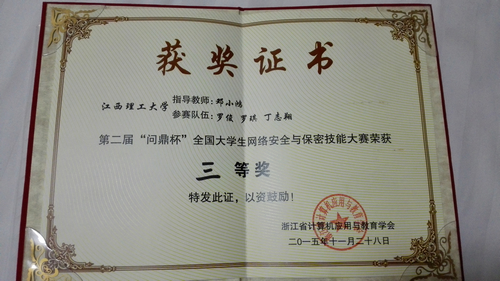 获奖证书
指导教师：邓小鸿
江西理工大学
参赛队伍：罗俊 罗琪 丁志翔
第二届“问鼎杯”全国大学生网络安全与保密技能大赛荣获
三等奖
特发此证，以资鼓励！
浙江省计算机应用与教育学会
二〇一五年十一月二十八日